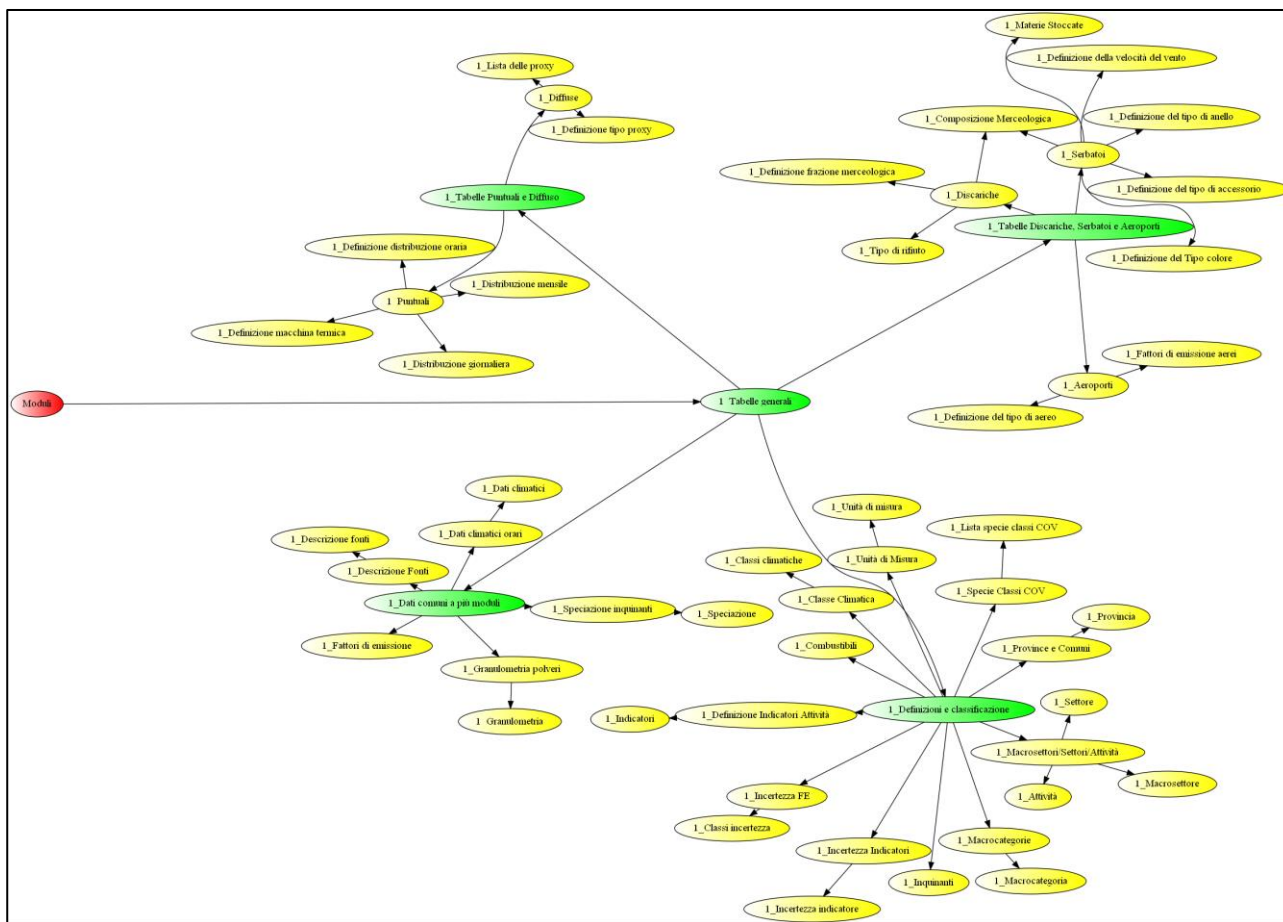 1_Materie Stoccate
1_Definizione della velocità del vento
1_Lista delle proxy
1_Diffuse
1_Definizione tipo proxy
1_Composizione Merceologica
1_Definizione del tipo di anello
1_Serbatoi
1_Definizione frazione merceologica
1_Definizione del tipo di accessorio
1_Discariche
1_Tabelle Puntuali e Diffuso
1_Tabelle Discariche, Serbatoi e Aeroporti
1_Definizione distribuzione oraria
1_Tipo di rifiuto
1_Definizione del Tipo colore
1_Distribuzione mensile
1_Puntuali
1_Definizione macchina termica
1_Distribuzione giornaliera
1_Fattori di emissione aerei
1_Aeroporti
Moduli
1_Tabelle generali
1_Definizione del tipo di aereo
1_Dati climatici
1_Unità di misura
1_Lista specie classi COV
1_Descrizione fonti
1_Dati climatici orari
1_Classi climatiche
1_Unità di Misura
1_Descrizione Fonti
1_Specie Classi COV
1_Classe Climatica
1_Dati comuni a più moduli
1_Speciazione inquinanti
1_Speciazione
1_Provincia
1_Fattori di emissione
1_Combustibili
1_Province e Comuni
1_Granulometria polveri
1_Settore
1_Granulometria
1_Indicatori
1_Definizione Indicatori Attività
1_Definizioni e classificazione
1_Macrosettori/Settori/Attività
1_Macrosettore
1_Incertezza FE
1_Attività
1_Classi incertezza
1_Macrocategorie
1_Incertezza Indicatori
1_Inquinanti
1_Macrocategoria
1_Incertezza indicatore